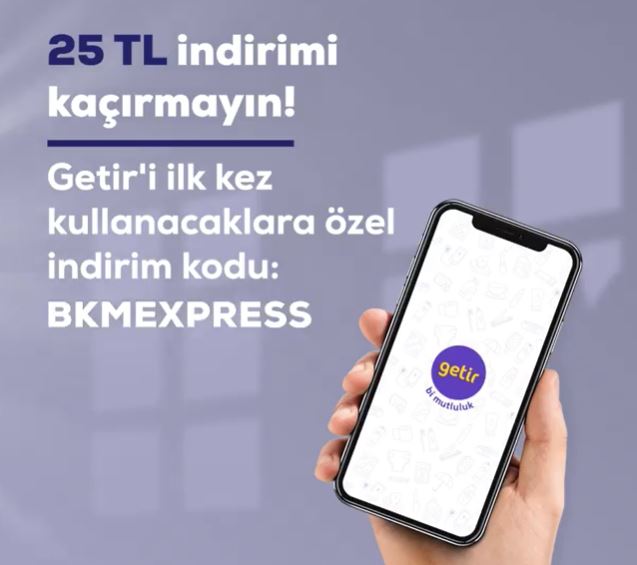 25 TL indirimi
kaçırmayın!
Getir'i ilk kez
kullanacaklara özel
indirim kodu:
BKMEXPRESS
getir
bi mutluluk